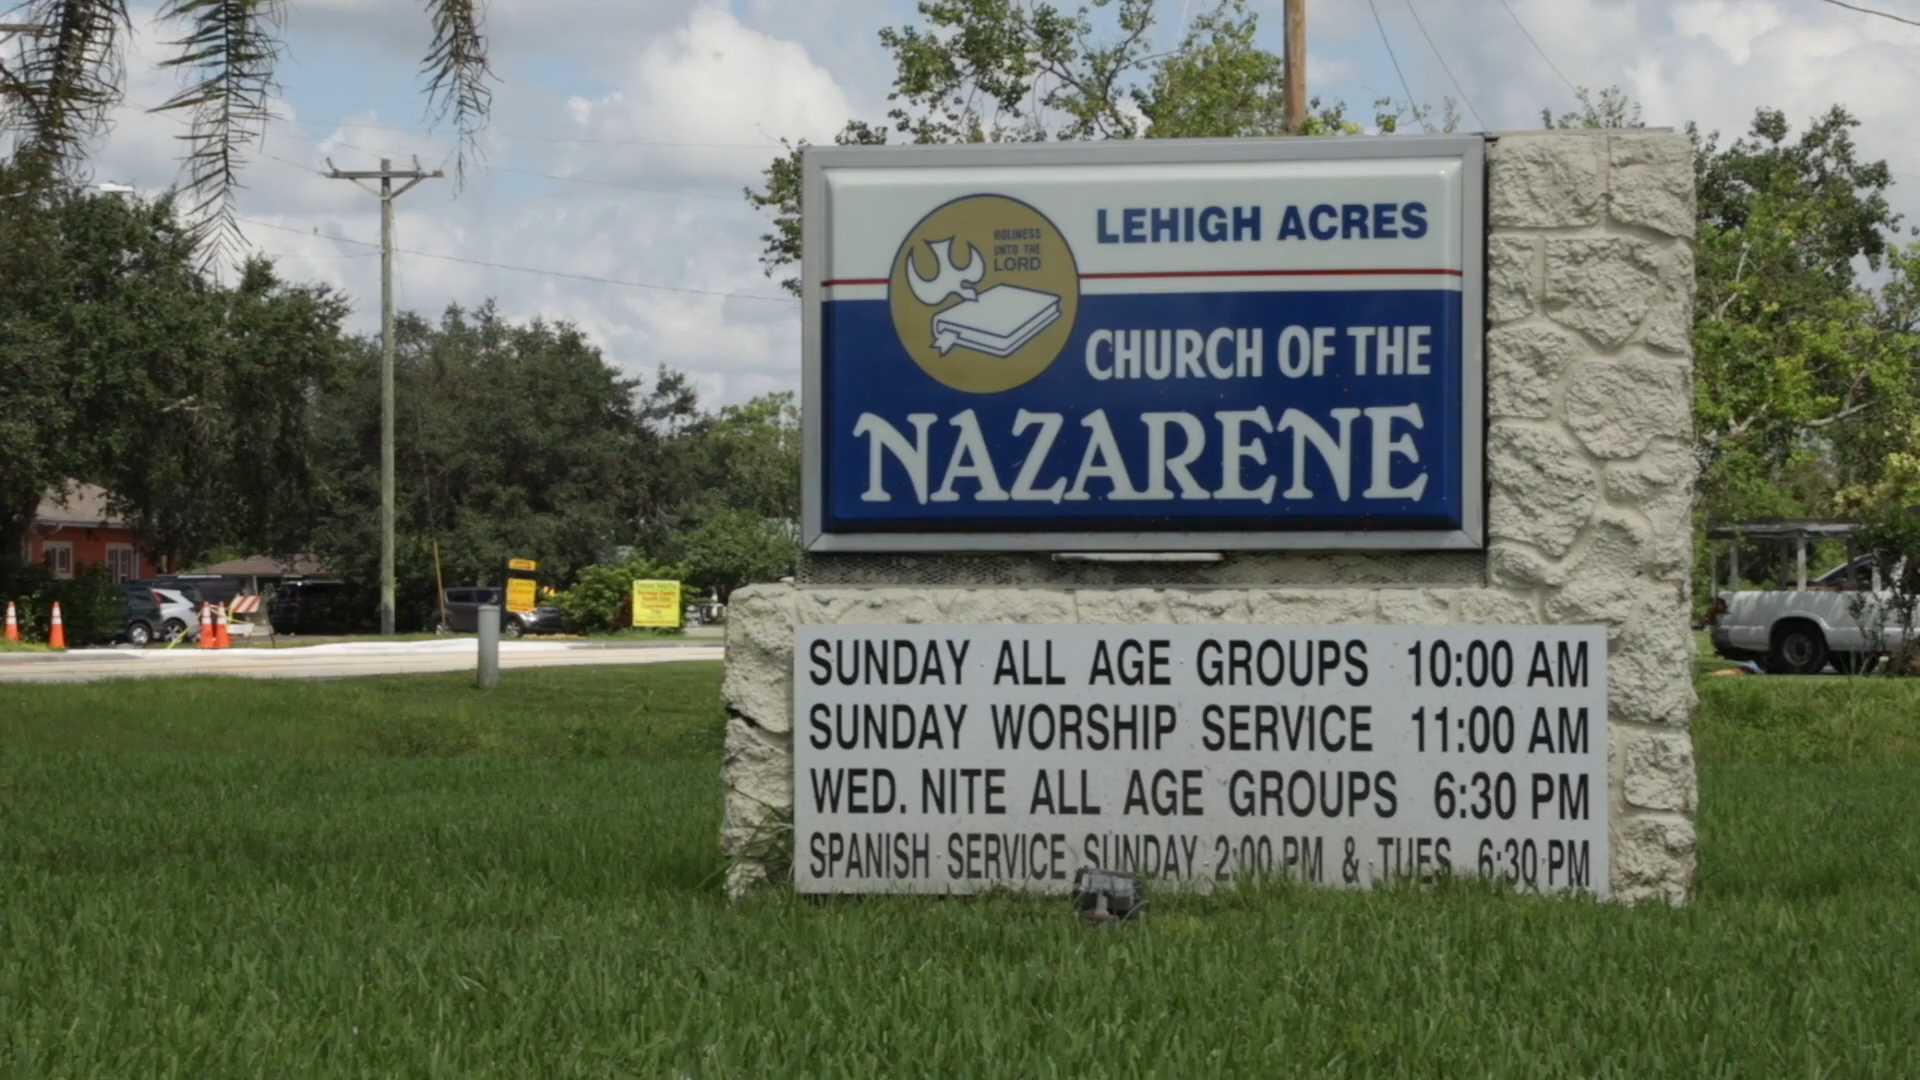 HOLINESS
UNTO THE
LORD
LEHIGH ACRES
CHURCH OF THE
NAZARENE
SUNDAY ALL AGE GROUPS 10:00 AM
SUNDAY WORSHIP SERVICE 11:00 AM
WED. NITE ALL AGE GROUPS 6:30 PM
SPANISH SERVICE SUNDAY 2:00 PM & TUES. 6:30 PM